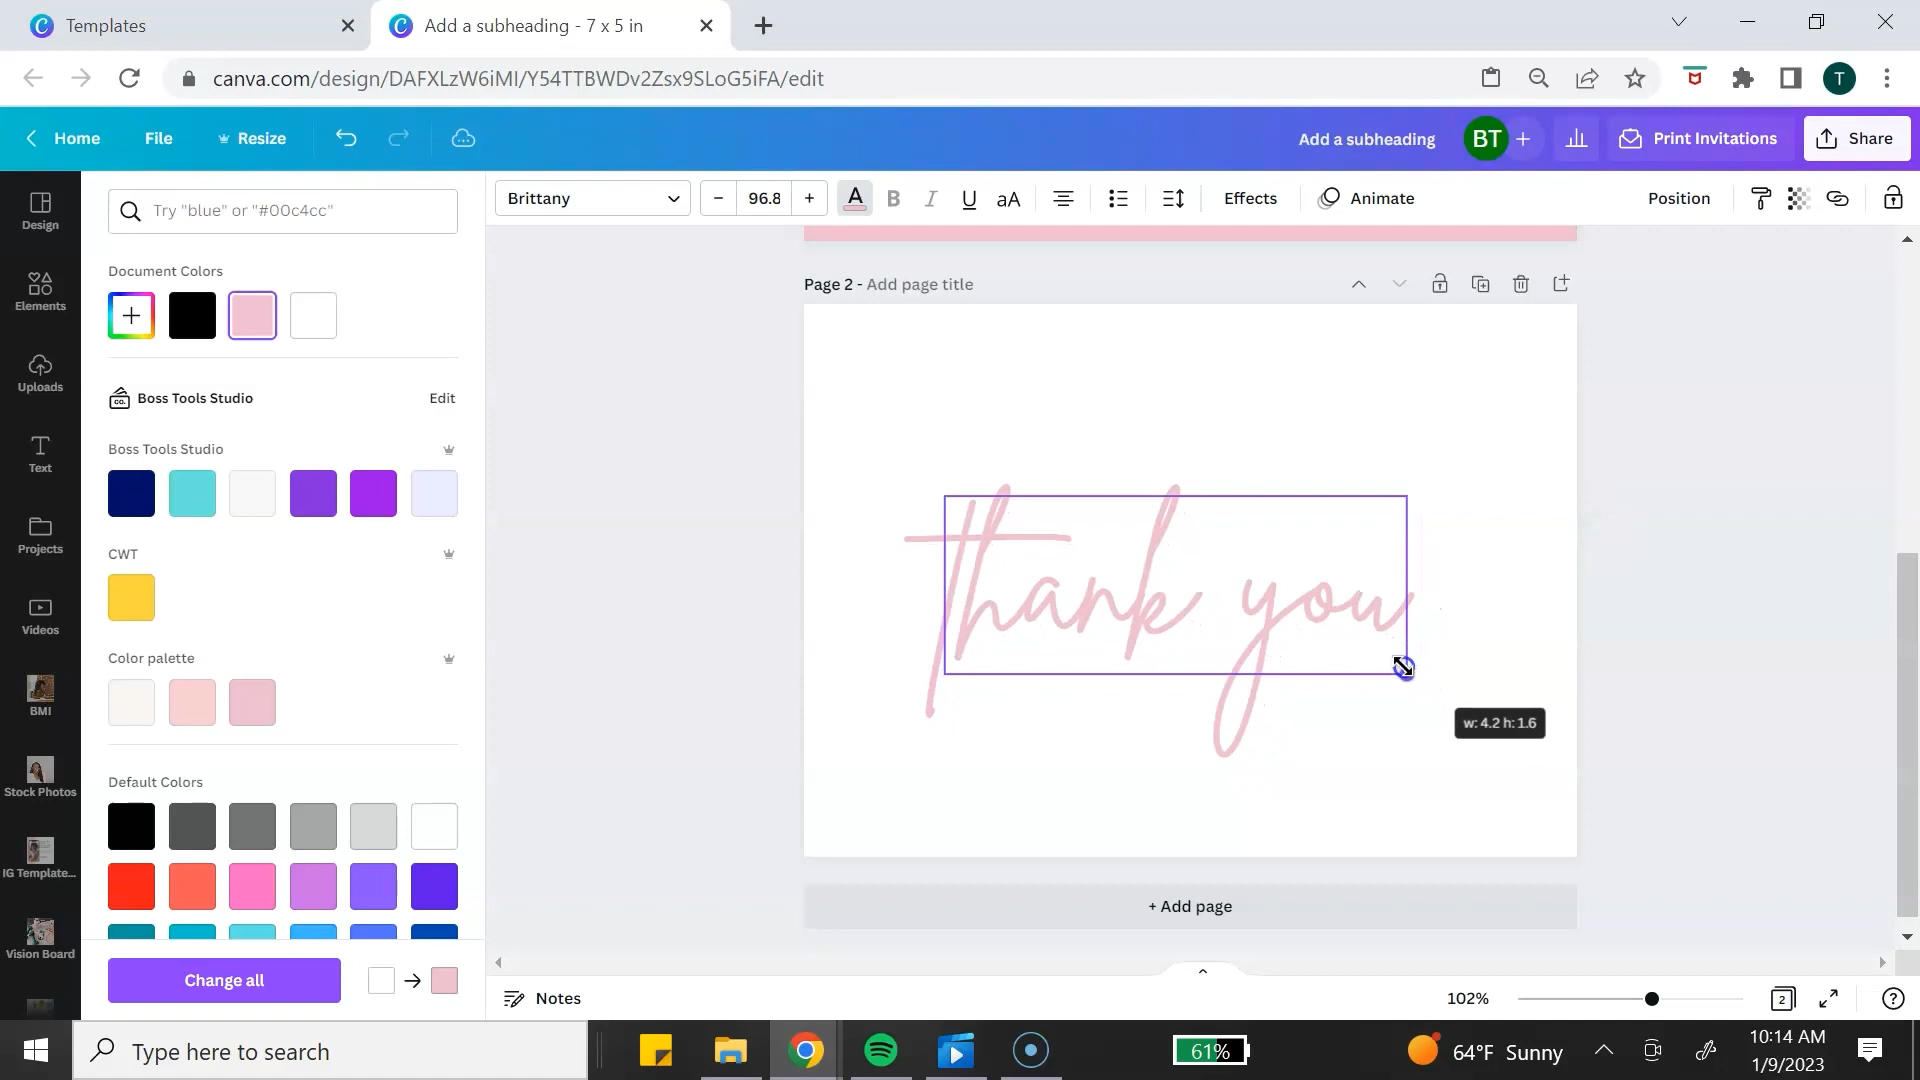 Templates
Add a subheading - 7 x 5 in
canva.com/design/DAFXLzW6iMI/Y54TTBWDv2Zsx9SLoG5iFA/edit
T
Home
File
Resize
Add a subheading
BT
Print Invitations
Share
Brittany
96.8
A
B
I
U
aA
Effects
Animate
Position
Design
Elements
Uploads
Text
Projects
Videos
BMI
Stock Photos
IG Template...
Vision Board
Try "blue" or "#00c4cc"
Document Colors
CO.
Boss Tools Studio
Edit
Boss Tools Studio
CWT
Color palette
Default Colors
Change all
Page 2 - Add page title
thank you
w: 4.2 h: 1.6
+ Add page
Notes
102%
2
Type here to search
61%
64°F Sunny
10:14 AM
1/9/2023